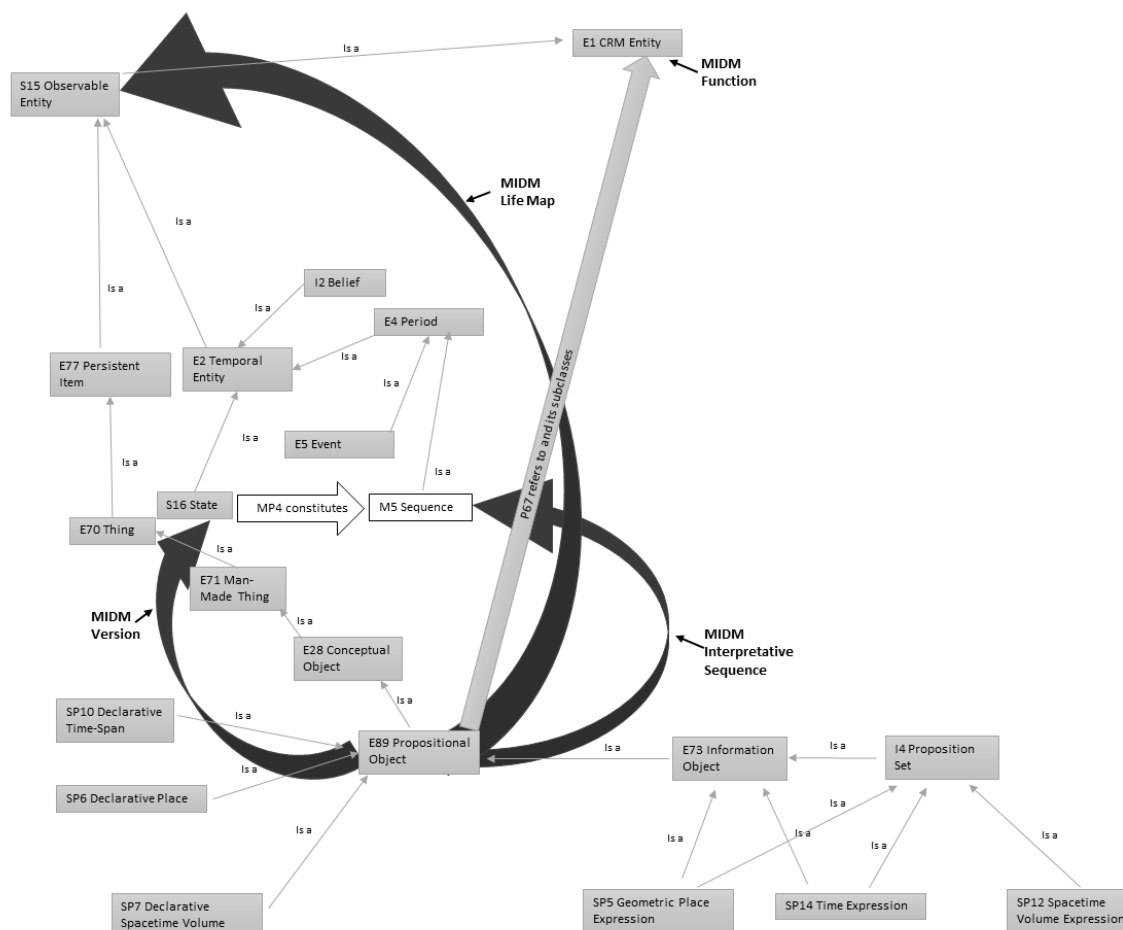 Is a
E1 CRM Entity
MIDM
Function
S15 Observable
Entity
Is a
MIDM
Life Map
Is a
Is a
I2 Belief
Is a
E4 Period
E77 Persistent
Item
E2 Temporal
Entity
Is a
P67 refers to and its subclasses
Is a
Is a
E5 Event
Is a
Is a
S16 State
MP4 constitutes
M5 Sequence
E70 Thing
Is a
E71 Man-
Made Thing
MIDM
Version
Is a
E28 Conceptual
Object
MIDM
Interpretative
Sequence
SP10 Declarative
Time-Span
Is a
Is a
E89 Propositional
Object
Is a
E73 Information
Object
Is a
I4 Proposition
Set
Is a
SP6 Declarative Place
Is a
Is a
Is a
Is a
Is a
Is a
SP7 Declarative
Spacetime Volume
SP5 Geometric Place
Expression
SP14 Time Expression
SP12 Spacetime
Volume Expression